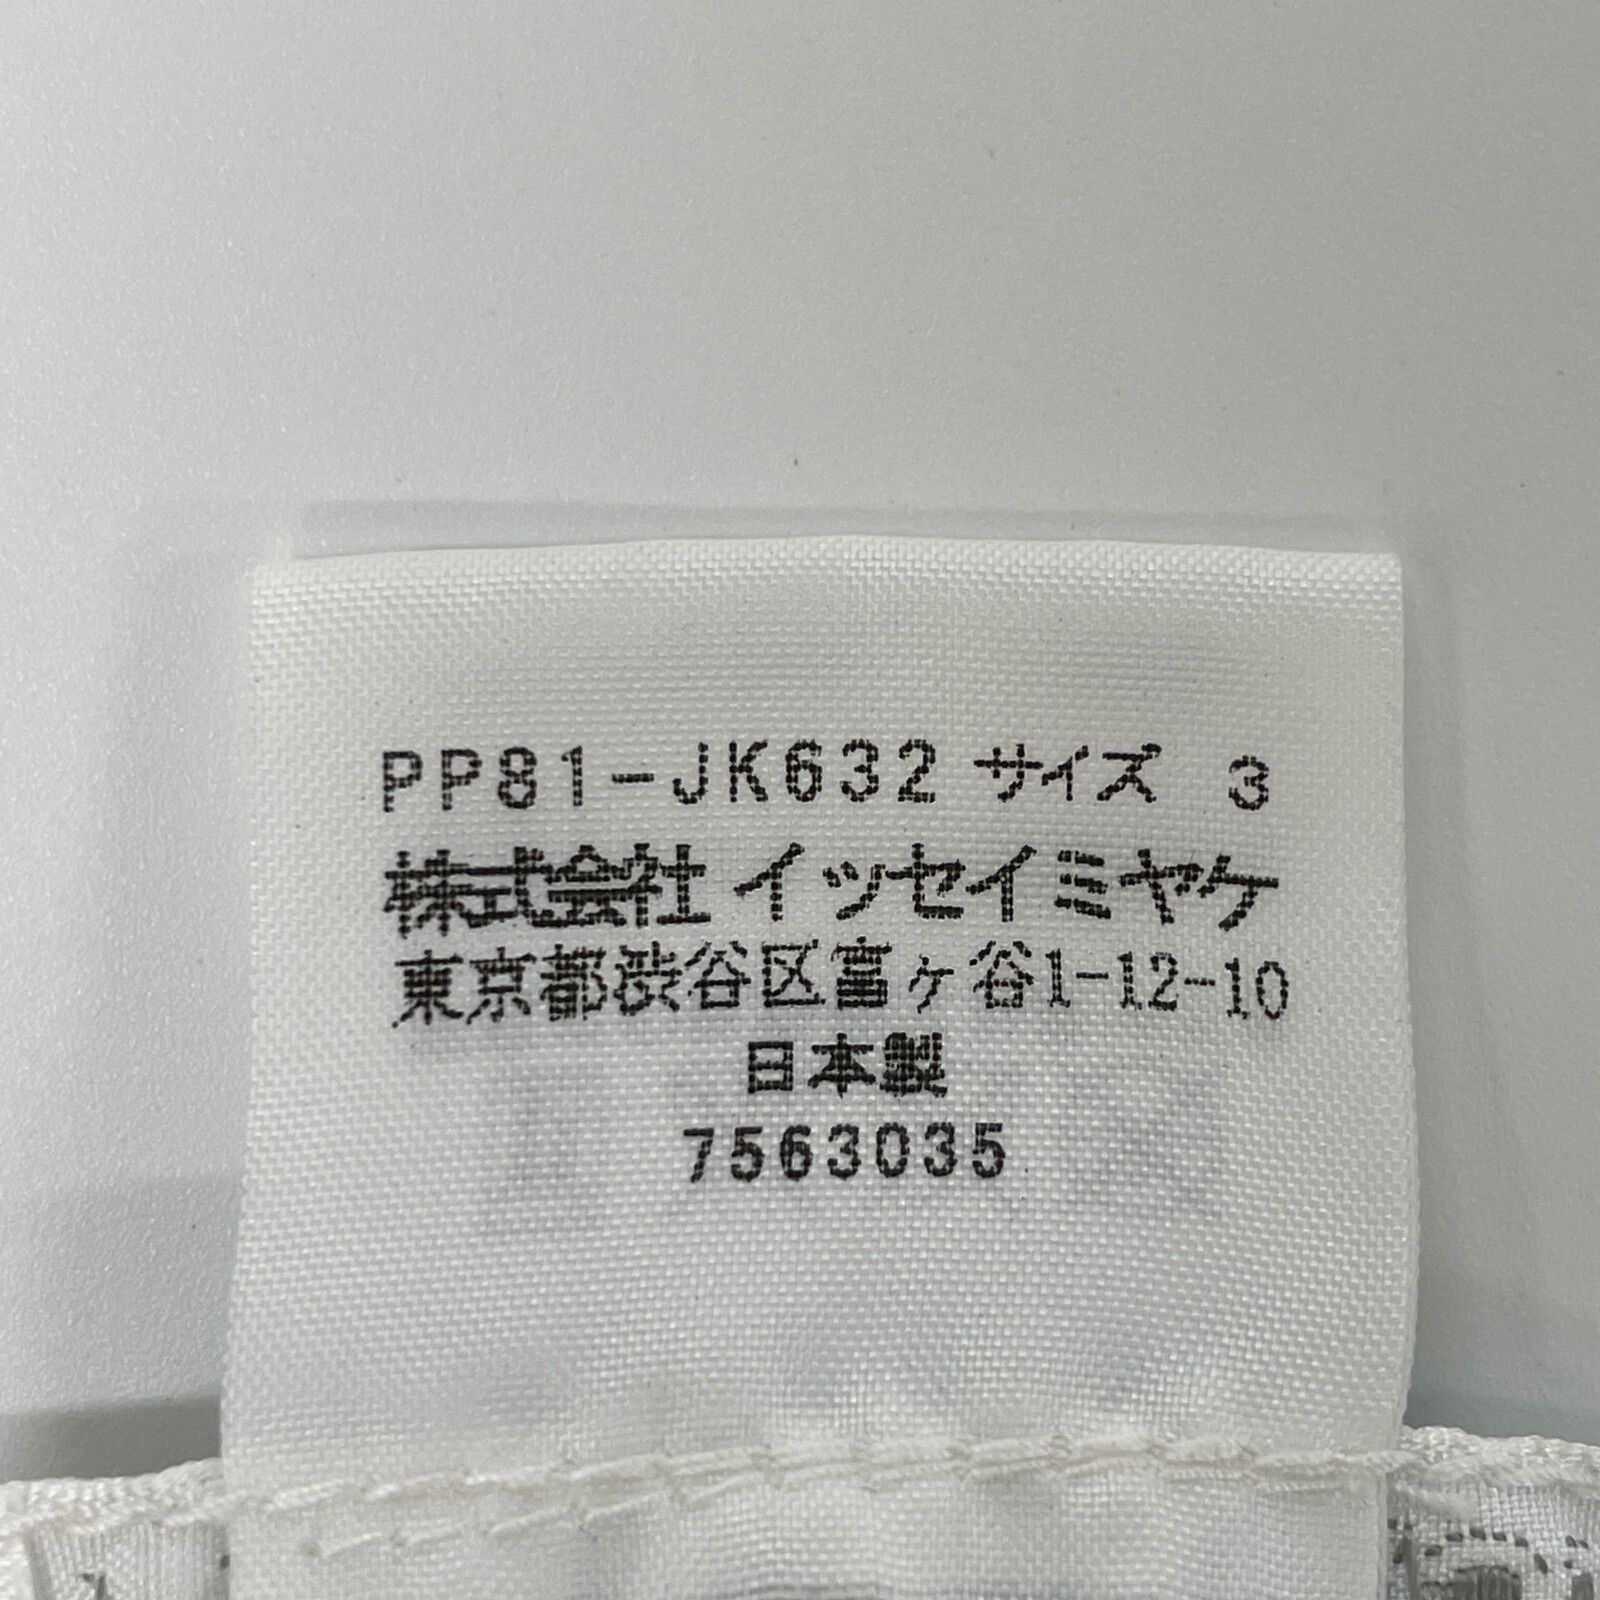 PP81-JK632 サイズ 3
株式会社 イッセイミヤケ
東京都渋谷区富ヶ谷1-12-10
日本製
7563035